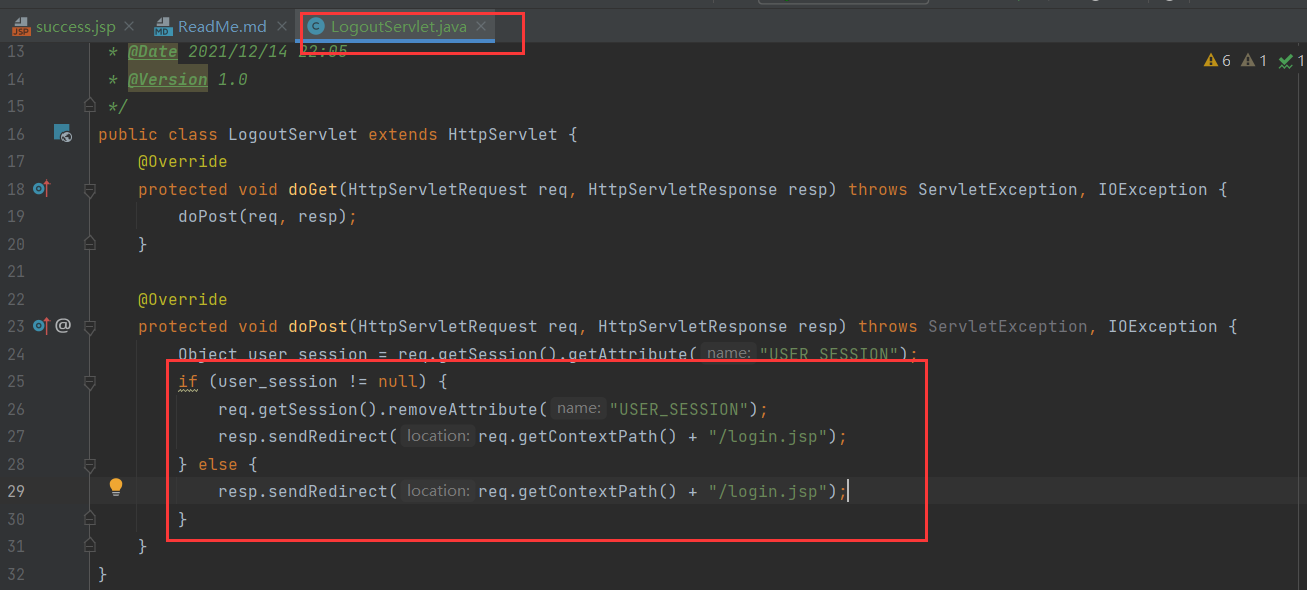 success.jsp ReadMe.md LogoutServlet.java
6 1 1
13 * @Date 2021/12/14 22:05
14 * @Version 1.0
15 */
16 public class LogoutServlet extends HttpServlet {
17 @Override
18 protected void doGet(HttpServletRequest req, HttpServletResponse resp) throws ServletException, IOException {
19 doPost(req, resp);
20 }
21
22 @Override
23 @ protected void doPost(HttpServletRequest req, HttpServletResponse resp) throws ServletException, IOException {
24 Object user_session = req.getSession().getAttribute( name: "USER_SESSION");
25 if (user_session != null) {
26 req.getSession().removeAttribute( name: "USER_SESSION");
27 resp.sendRedirect( location: req.getContextPath() + "/login.jsp");
28 } else {
29 resp.sendRedirect( location: req.getContextPath() + "/login.jsp");
30 }
31 }
32 }